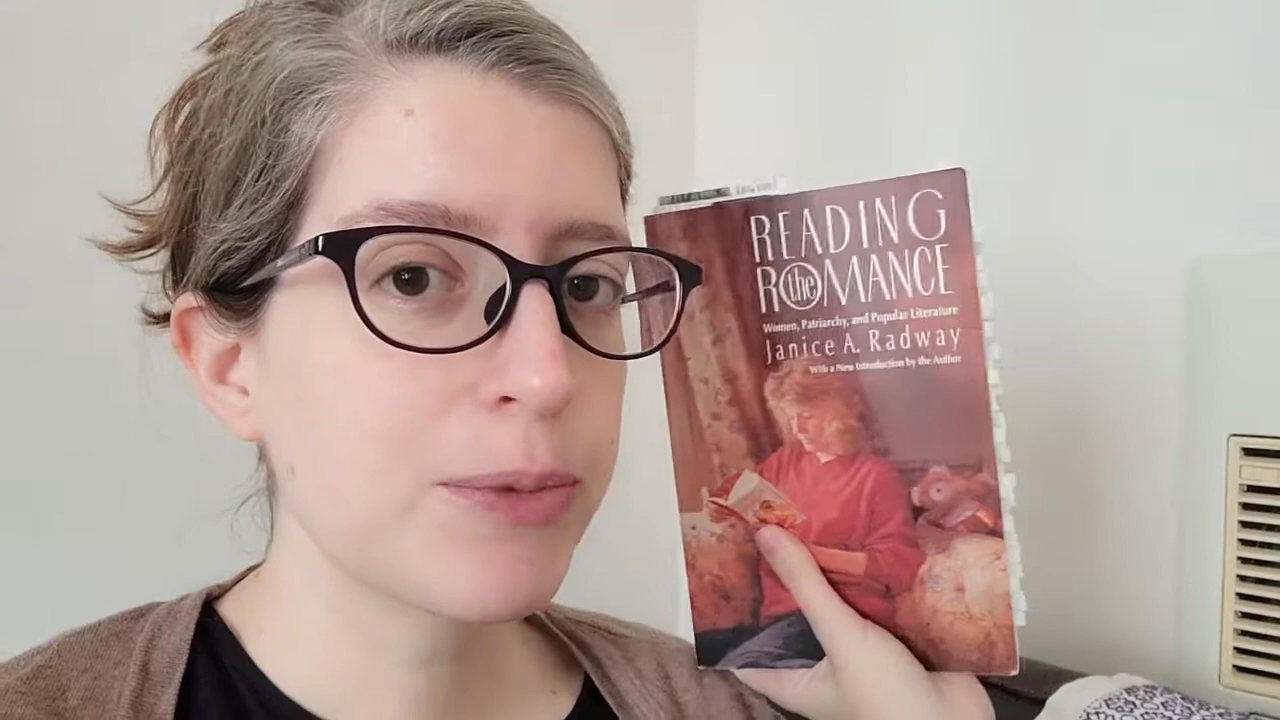 READING
the ROMANCE
Women, Patriarchy, and Popular Literature
Janice A. Radway
With a New Introduction by the Author